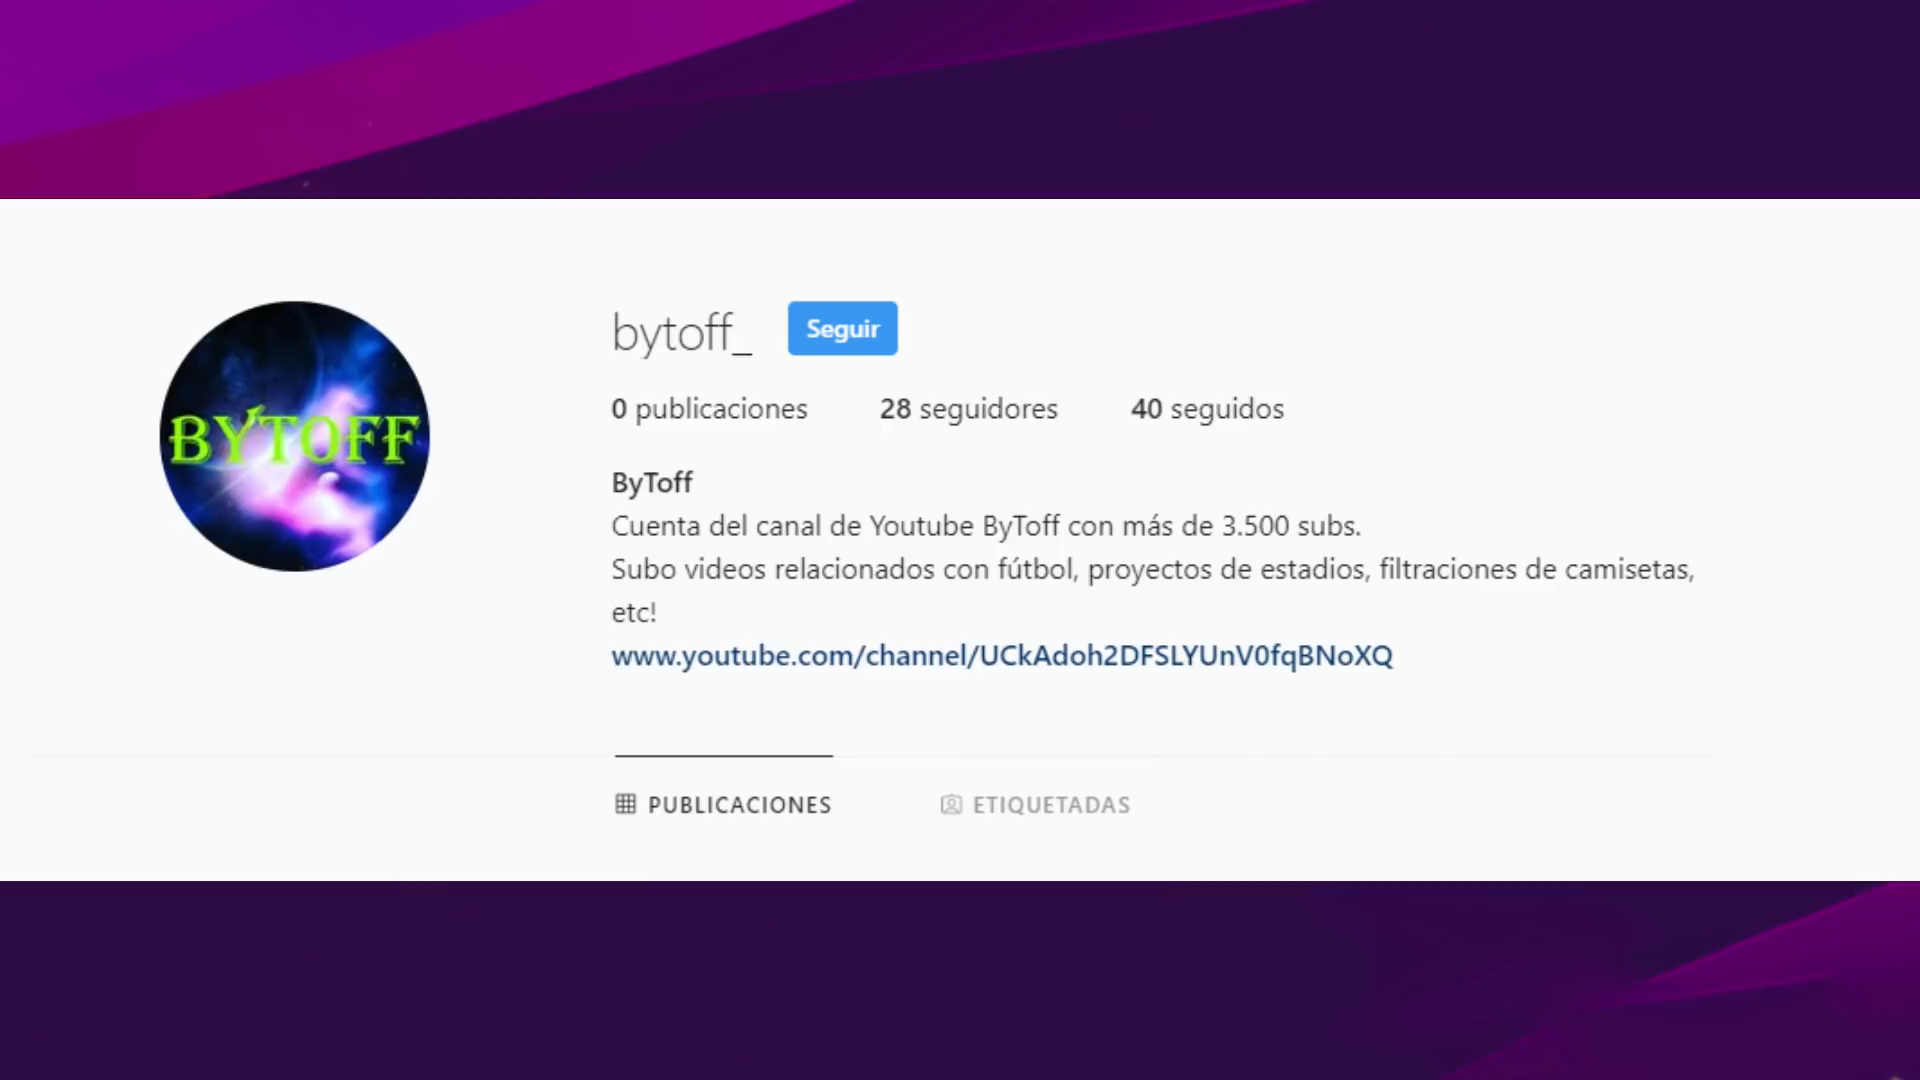 bytoff_ Seguir
0 publicaciones 28 seguidores 40 seguidos
BYTOFF
ByToff
Cuenta del canal de Youtube ByToff con más de 3.500 subs.
Subo videos relacionados con fútbol, proyectos de estadios, filtraciones de camisetas,
etc!
www.youtube.com/channel/UCkAdoh2DFSLYUnV0fqBNoXQ
PUBLICACIONES ETIQUETADAS